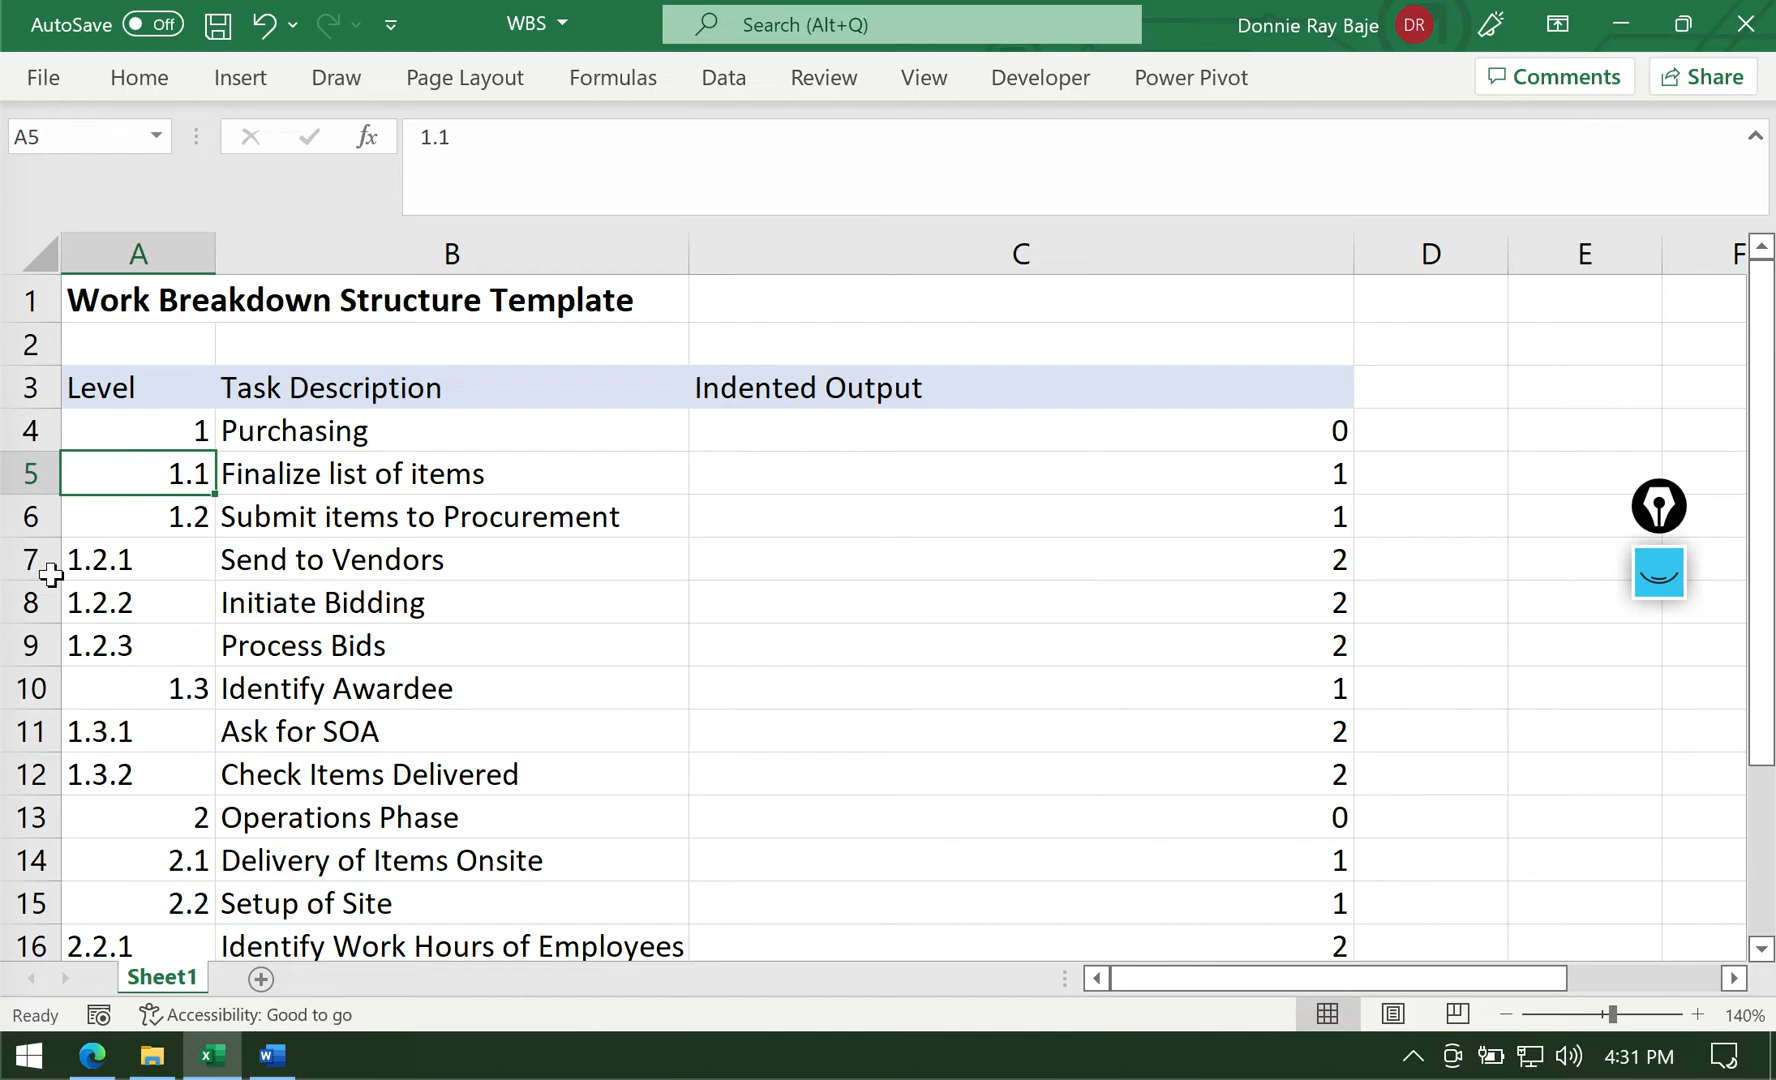 AutoSave Off WBS Search (Alt+Q) Donnie Ray Baje DR
File Home Insert Draw Page Layout Formulas Data Review View Developer Power Pivot Comments Share
A5 fx 1.1
A B C D E F
1 Work Breakdown Structure Template
2
3 Level Task Description Indented Output
4 1 Purchasing 0
5 1.1 Finalize list of items 1
6 1.2 Submit items to Procurement 1
7 1.2.1 Send to Vendors 2
8 1.2.2 Initiate Bidding 2
9 1.2.3 Process Bids 2
10 1.3 Identify Awardee 1
11 1.3.1 Ask for SOA 2
12 1.3.2 Check Items Delivered 2
13 2 Operations Phase 0
14 2.1 Delivery of Items Onsite 1
15 2.2 Setup of Site 1
16 2.2.1 Identify Work Hours of Employees 2
Sheet1
Ready Accessibility: Good to go 140%
4:31 PM